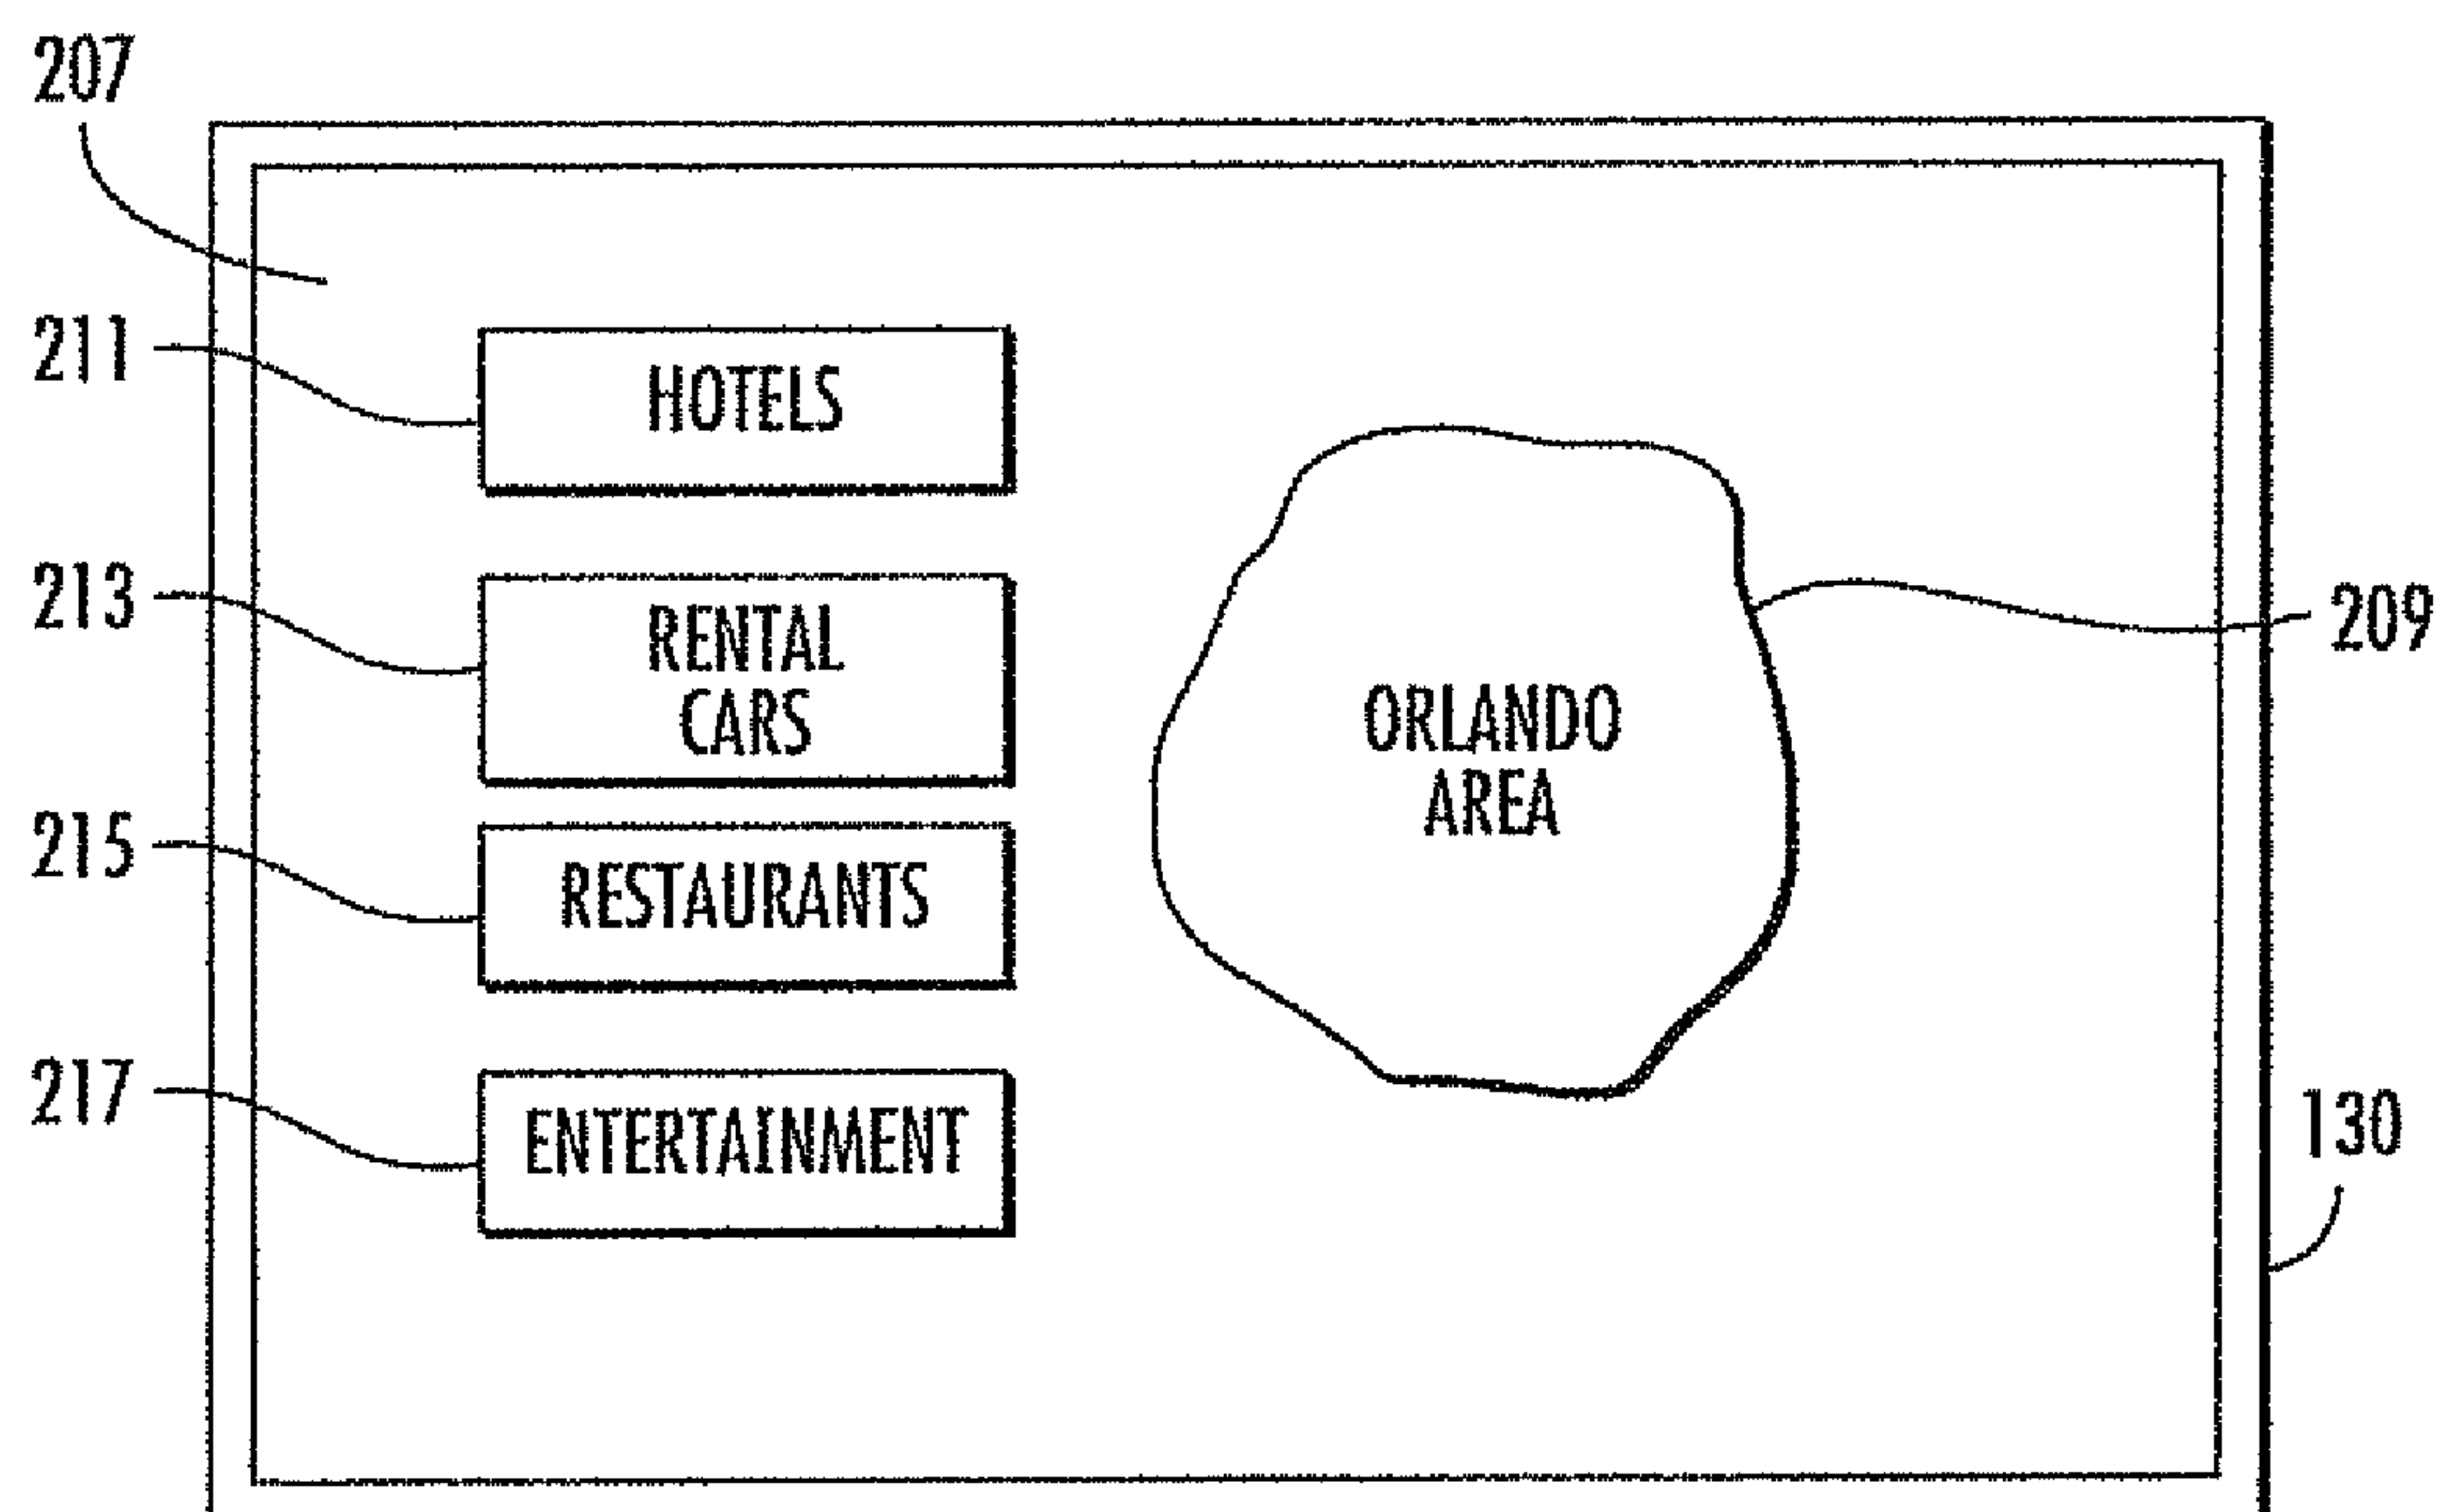 207
211
HOTELS
213
RENTAL
CARS
209
ORLANDO
AREA
215
RESTAURANTS
217
ENTERTAINMENT
130